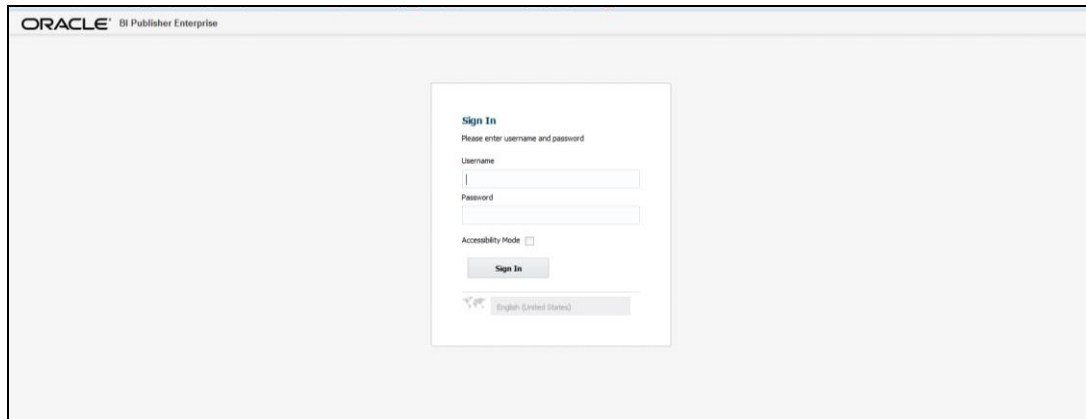 ORACLE® BI Publisher Enterprise
Sign In
Please enter username and password
Username
Password
Accessibility Mode
Sign In
English (United States)